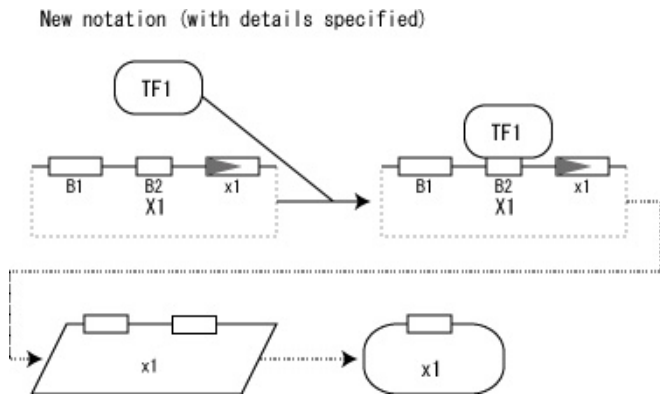 New notation (with details specified)
TF1
TF1
B1 B2 x1
X1
B1 B2 x1
X1
x1
x1